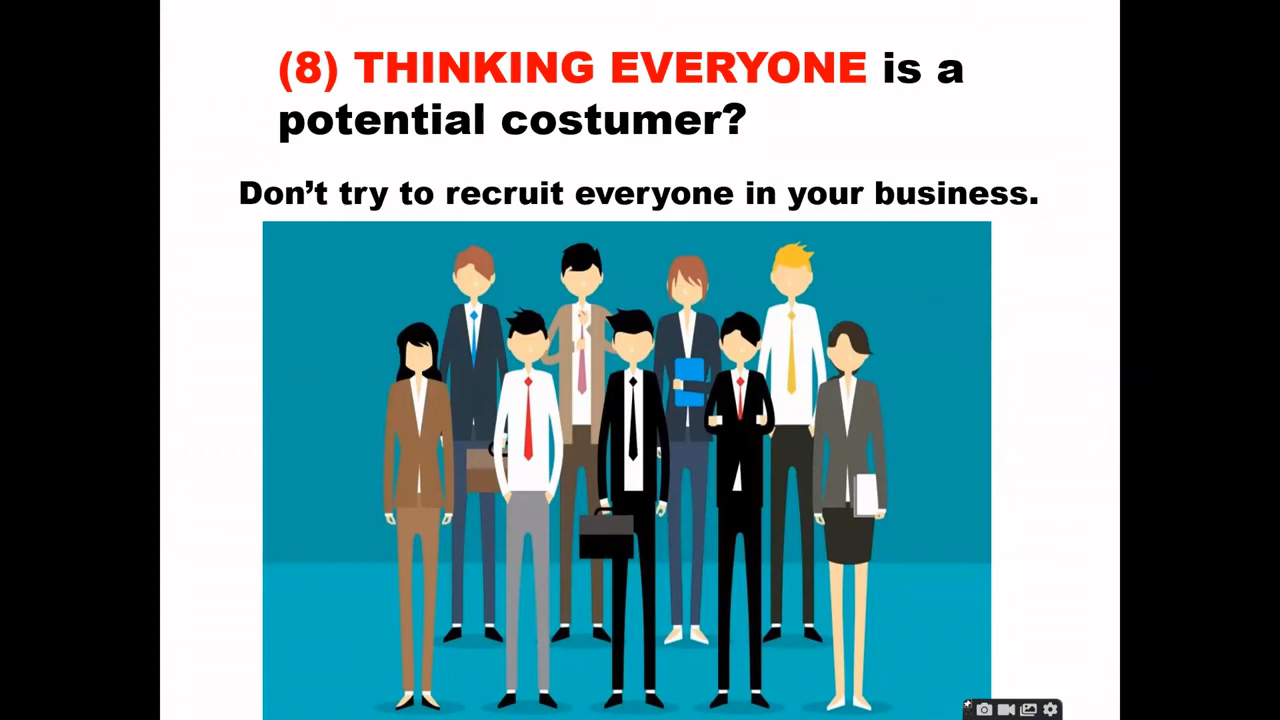 (8) THINKING EVERYONE is a
potential costumer?
Don’t try to recruit everyone in your business.